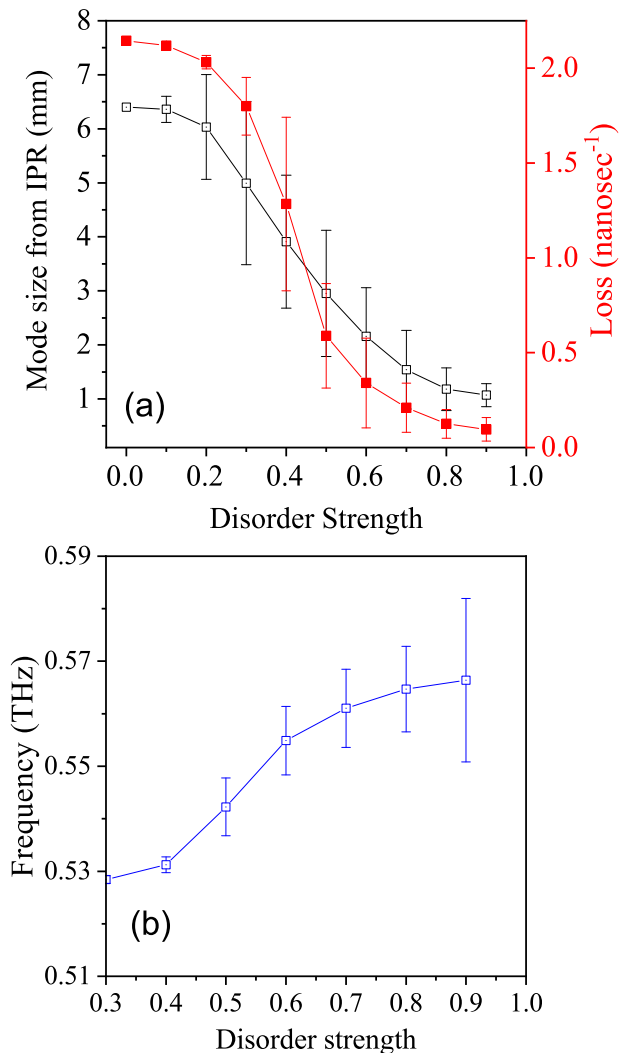 8
7
6
5
4
3
2
1
Mode size from IPR (mm)
2.0
1.5
1.0
0.5
0.0
Loss (nanosec⁻¹)
(a)
0.0 0.2 0.4 0.6 0.8 1.0
Disorder Strength
0.59
0.57
0.55
0.53
0.51
Frequency (THz)
(b)
0.3 0.4 0.5 0.6 0.7 0.8 0.9 1.0
Disorder strength